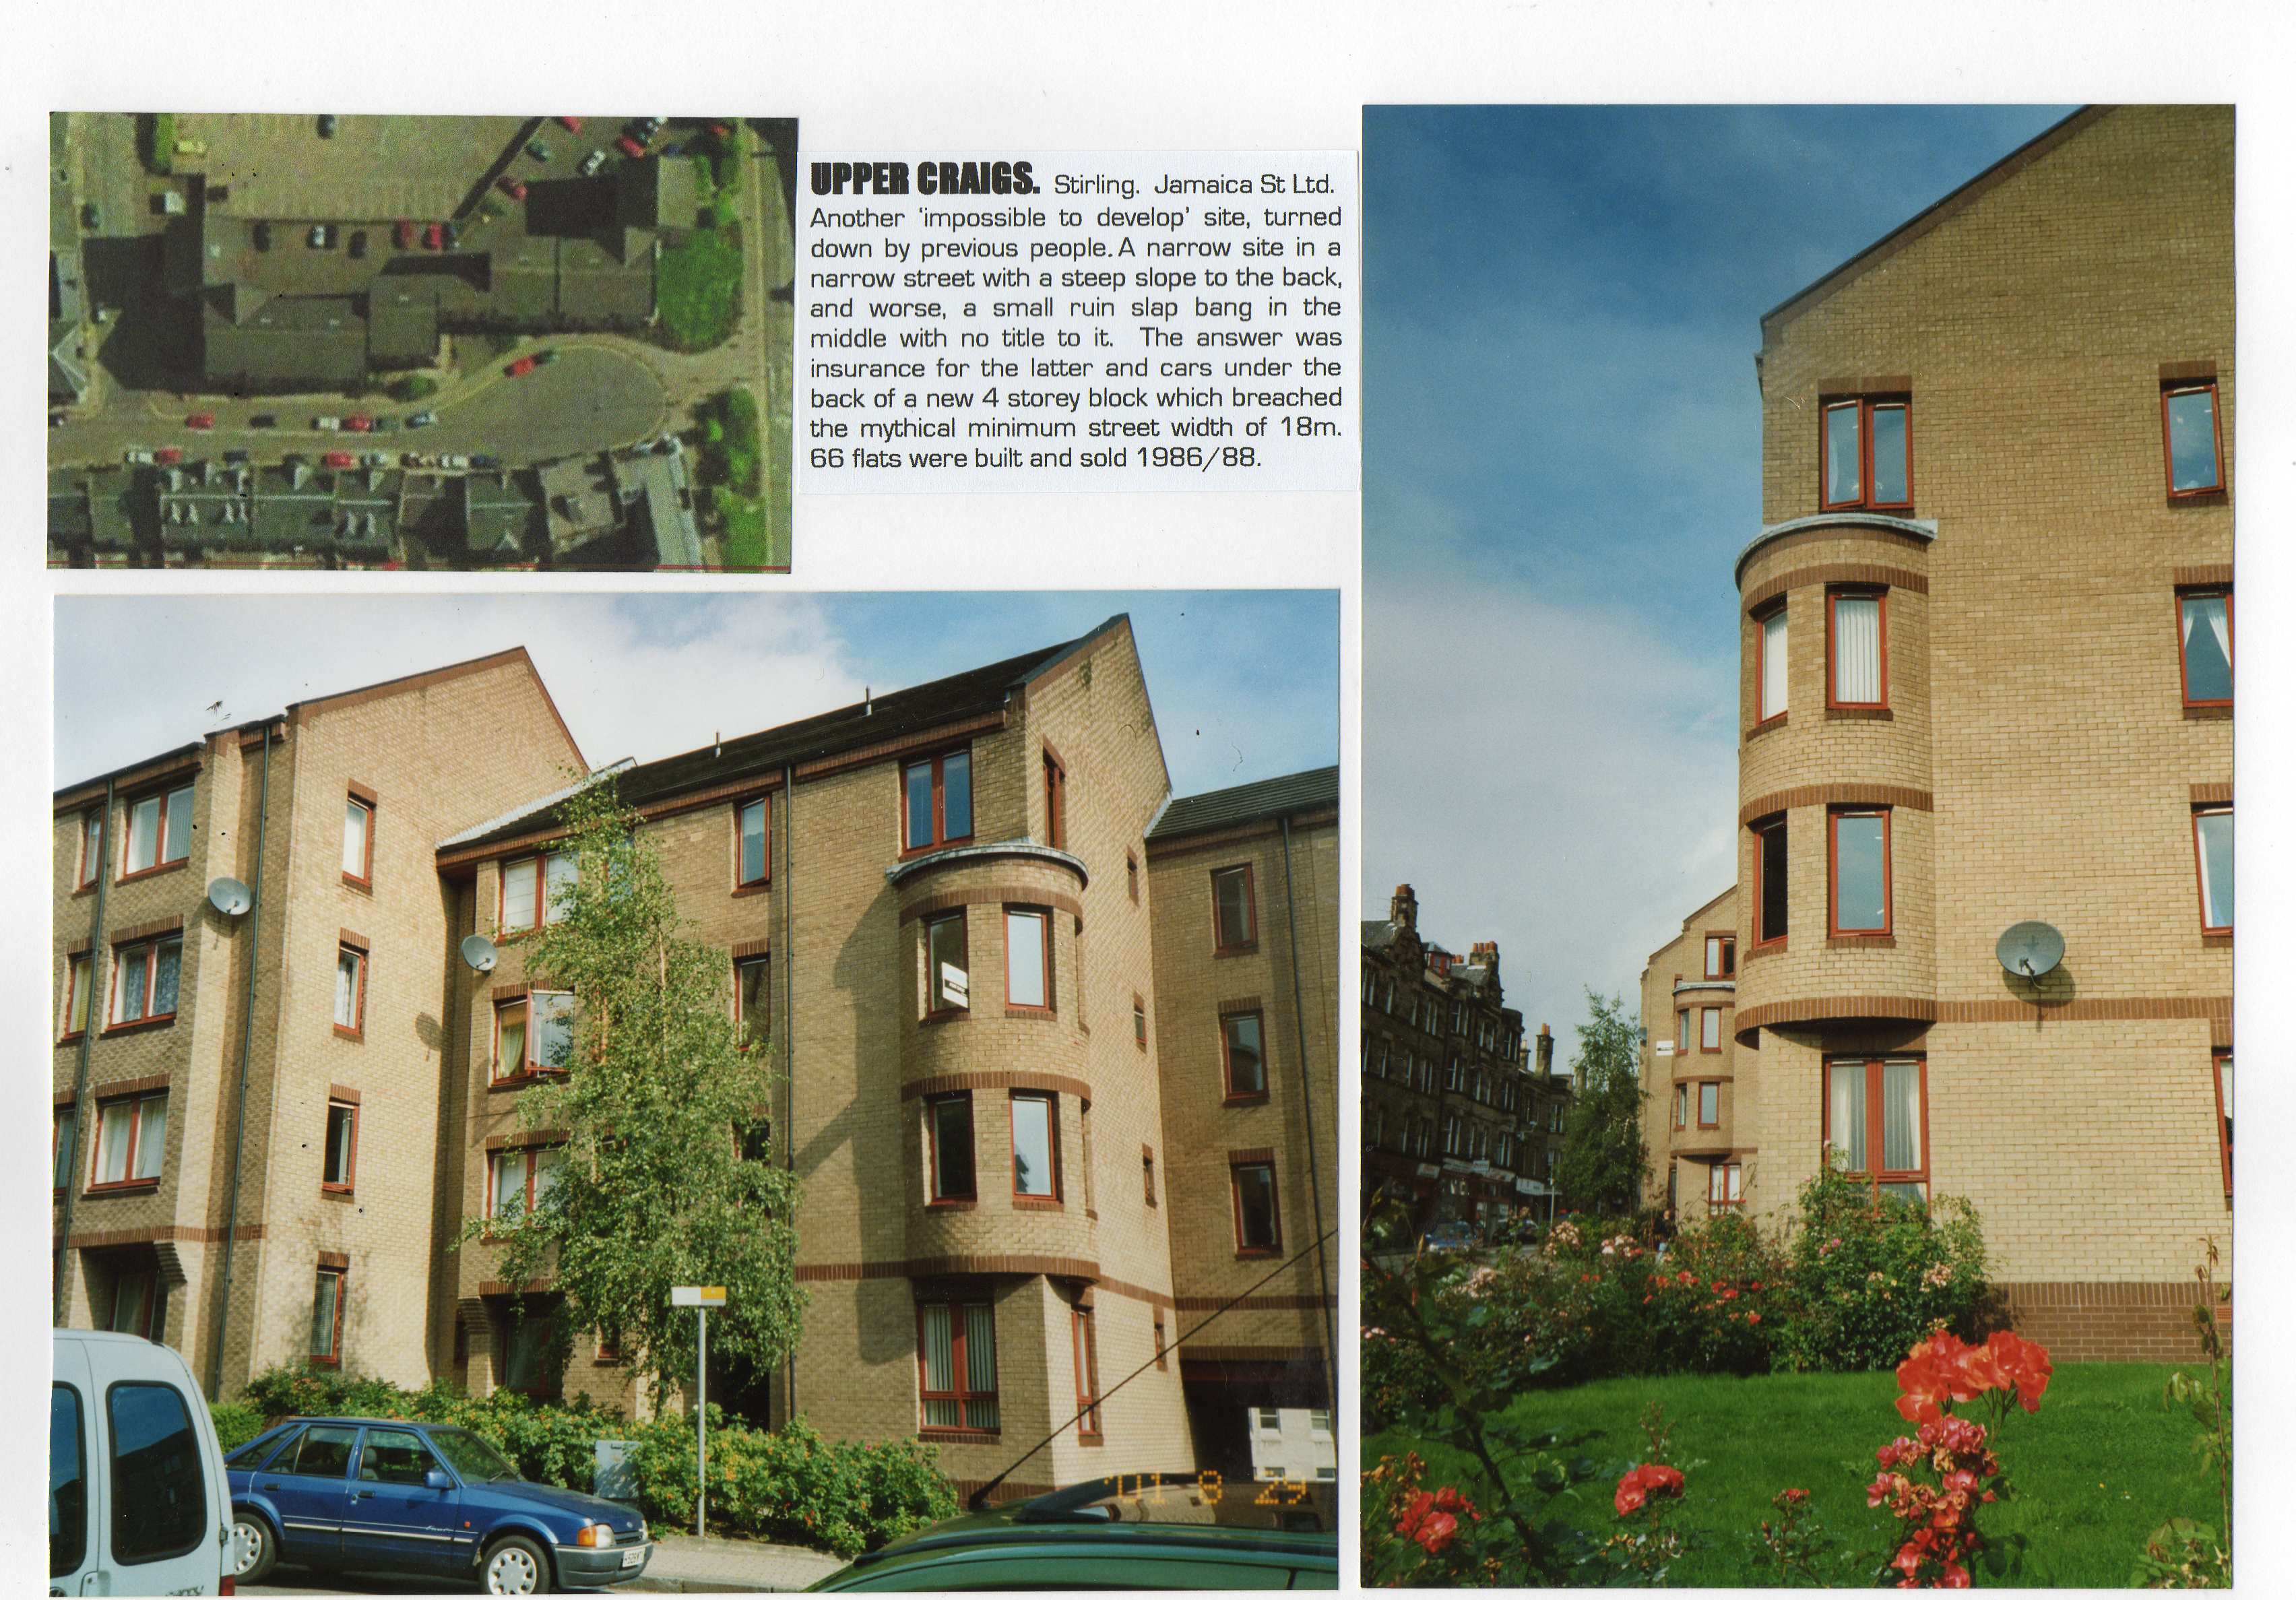 UPPER CRAIGS. Stirling. Jamaica St Ltd.
Another 'impossible to develop' site, turned
down by previous people. A narrow site in a
narrow street with a steep slope to the back,
and worse, a small ruin slap bang in the
middle with no title to it. The answer was
insurance for the latter and cars under the
back of a new 4 storey block which breached
the mythical minimum street width of 18m.
66 flats were built and sold 1986/88.
'01 8 29